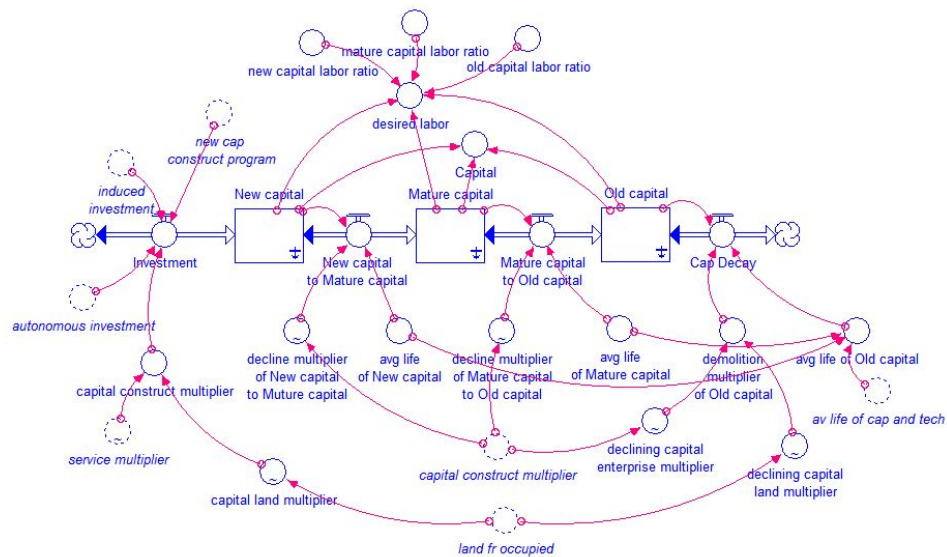 mature capital labor ratio
new capital labor ratio
old capital labor ratio
desired labor
new cap
construct program
Capital
induced
investment
New capital
Mature capital
Old capital
Investment
New capital
to Mature capital
Mature capital
to Old capital
Cap Decay
autonomous investment
decline multiplier
of New capital
to Muture capital
avg life
of New capital
decline multiplier
of Mature capital
to Old capital
avg life
of Mature capital
demolition
multiplier
of Old capital
avg life of Old capital
capital construct multiplier
av life of cap and tech
service multiplier
capital land multiplier
capital construct multiplier
declining capital
enterprise multiplier
declining capital
land multiplier
land fr occupied